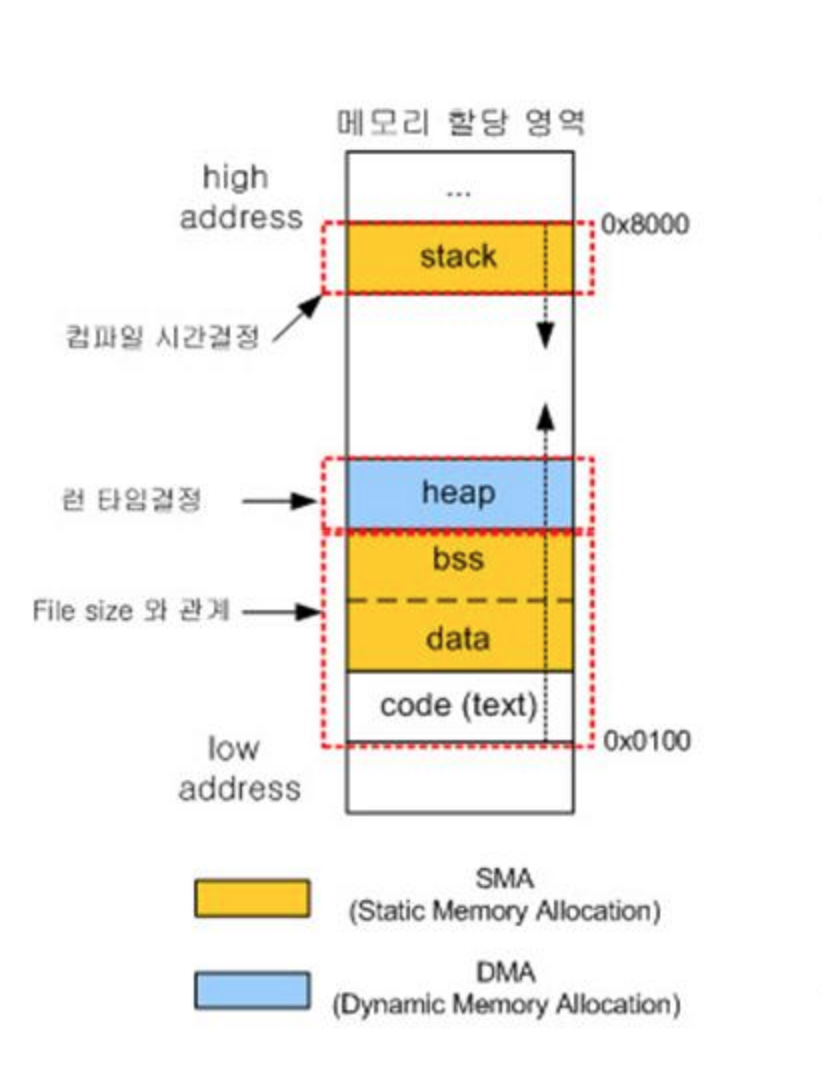 메모리 할당 영역
high
address
...
0x8000
stack
컴파일 시간결정
런 타임결정
heap
bss
File size 와 관계
data
code (text)
0x0100
low
address
SMA
(Static Memory Allocation)
DMA
(Dynamic Memory Allocation)